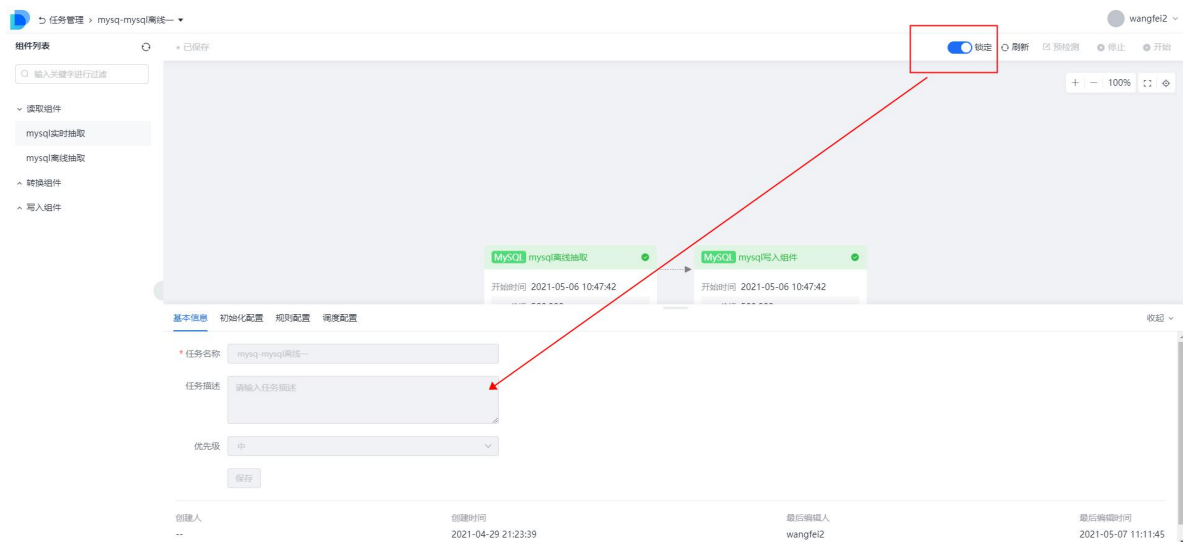 任务管理 > mysq-mysql离线一
wangfei2
组件列表
输入关键字进行过滤
读取组件
mysql实时抽取
mysql离线抽取
转换组件
写入组件
已保存
锁定 刷新 预检测 停止 开始
100%
MySQL mysql离线抽取
开始时间 2021-05-06 10:47:42
MySQL mysql写入组件
开始时间 2021-05-06 10:47:42
基本信息 初始化配置 规则配置 调度配置 收起
* 任务名称 mysq-mysql离线一
任务描述 请输入任务描述
优先级 中
保存
创建人 创建时间 最后编辑人 最后编辑时间
-- 2021-04-29 21:23:39 wangfei2 2021-05-07 11:11:45